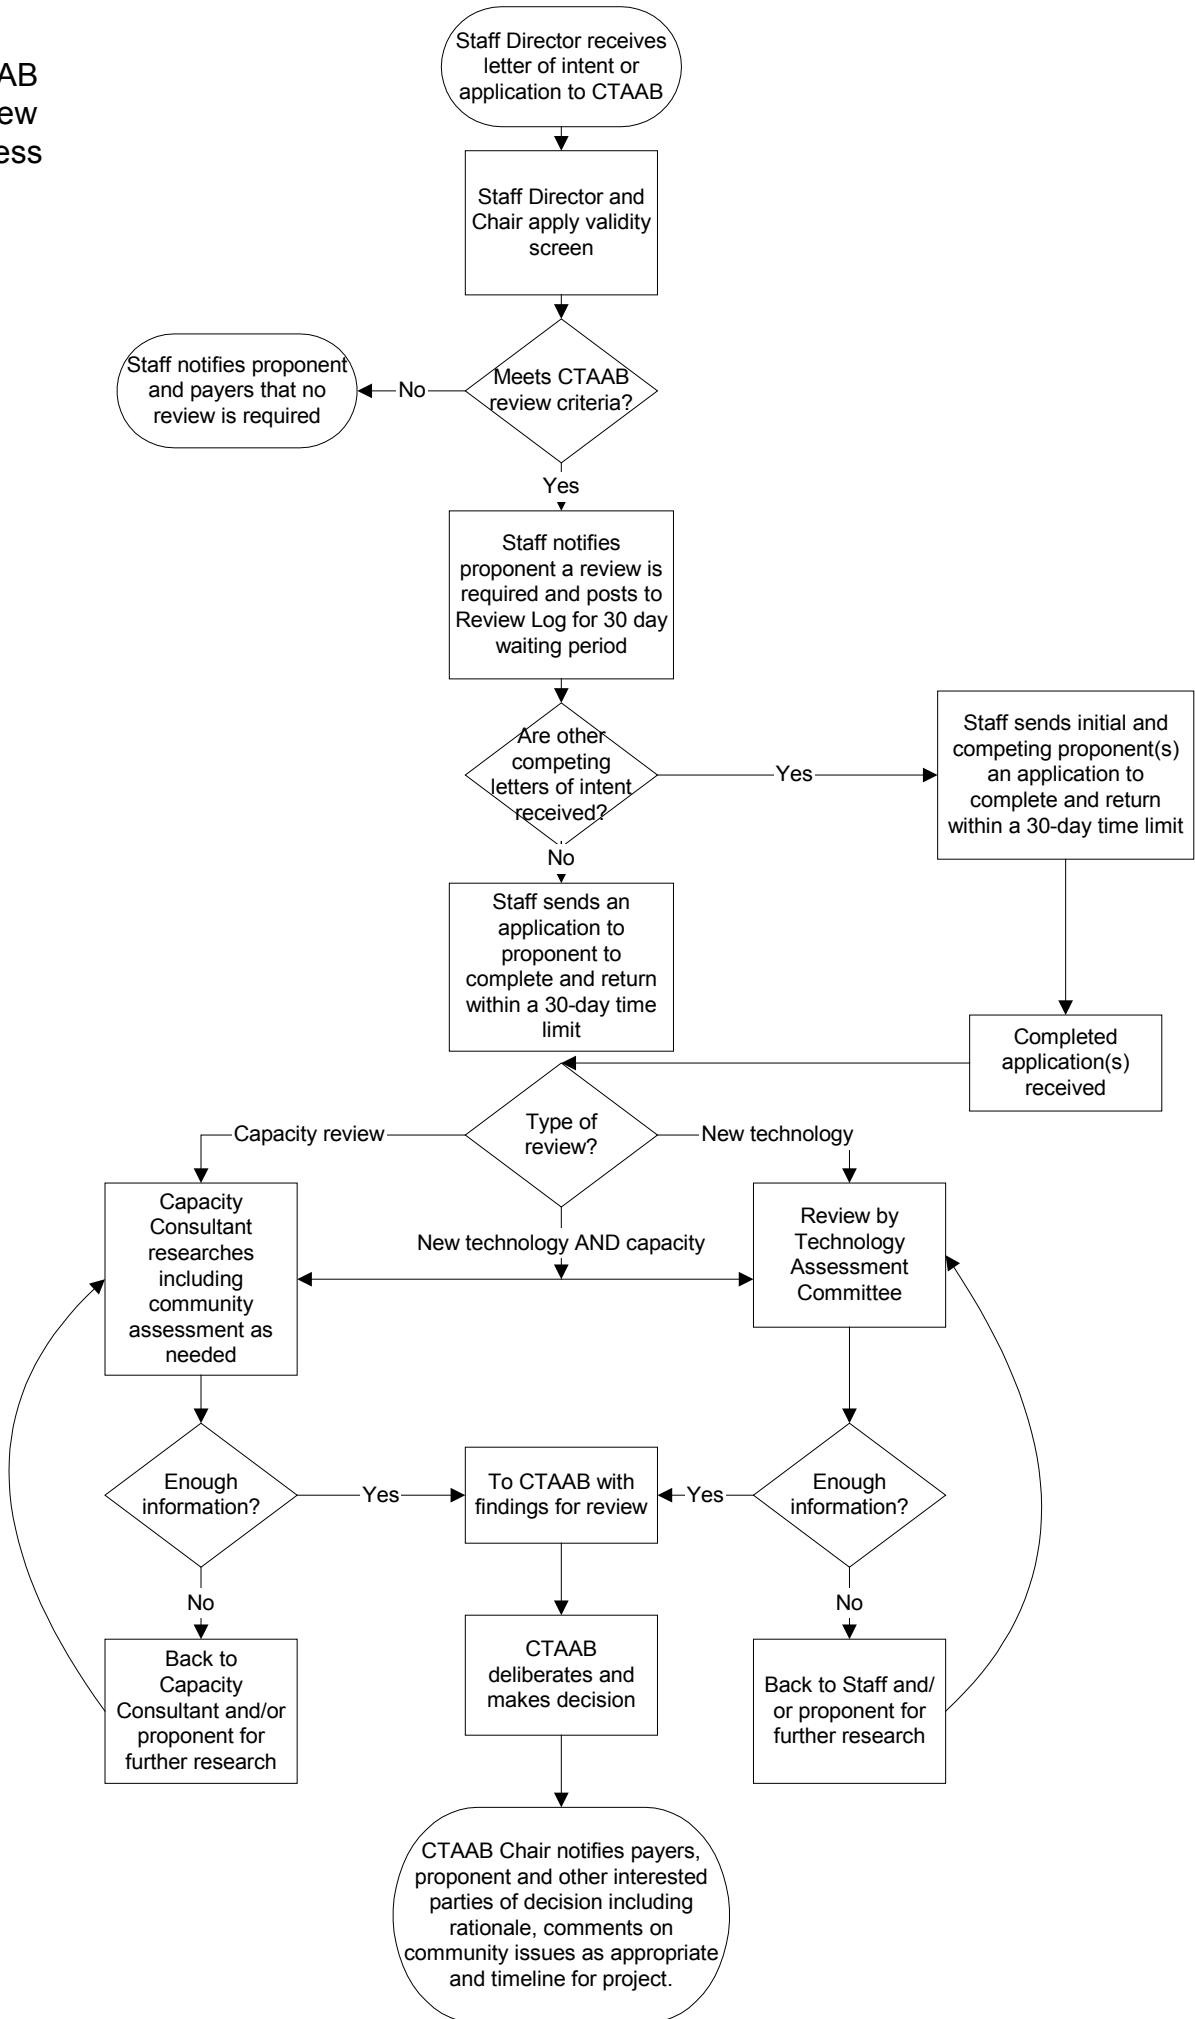 Staff Director receives
letter of intent or
application to CTAAB
AB
ew
ess
Staff Director and
Chair apply validity
screen
Meets CTAAB
review criteria?
No
Staff notifies proponent
and payers that no
review is required
Yes
Staff notifies
proponent a review is
required and posts to
Review Log for 30 day
waiting period
Are other
competing
letters of intent
received?
Yes
Staff sends initial and
competing proponent(s)
an application to
complete and return
within a 30-day time limit
No
Staff sends an
application to
proponent to
complete and return
within a 30-day time
limit
Completed
application(s)
received
Type of
review?
Capacity review
New technology
New technology AND capacity
Capacity
Consultant
researches
including
community
assessment as
needed
Review by
Technology
Assessment
Committee
Enough
information?
Yes
To CTAAB with
findings for review
Yes
Enough
information?
No
No
Back to
Capacity
Consultant and/or
proponent for
further research
CTAAB
deliberates and
makes decision
Back to Staff and/
or proponent for
further research
CTAAB Chair notifies payers,
proponent and other interested
parties of decision including
rationale, comments on
community issues as appropriate
and timeline for project.